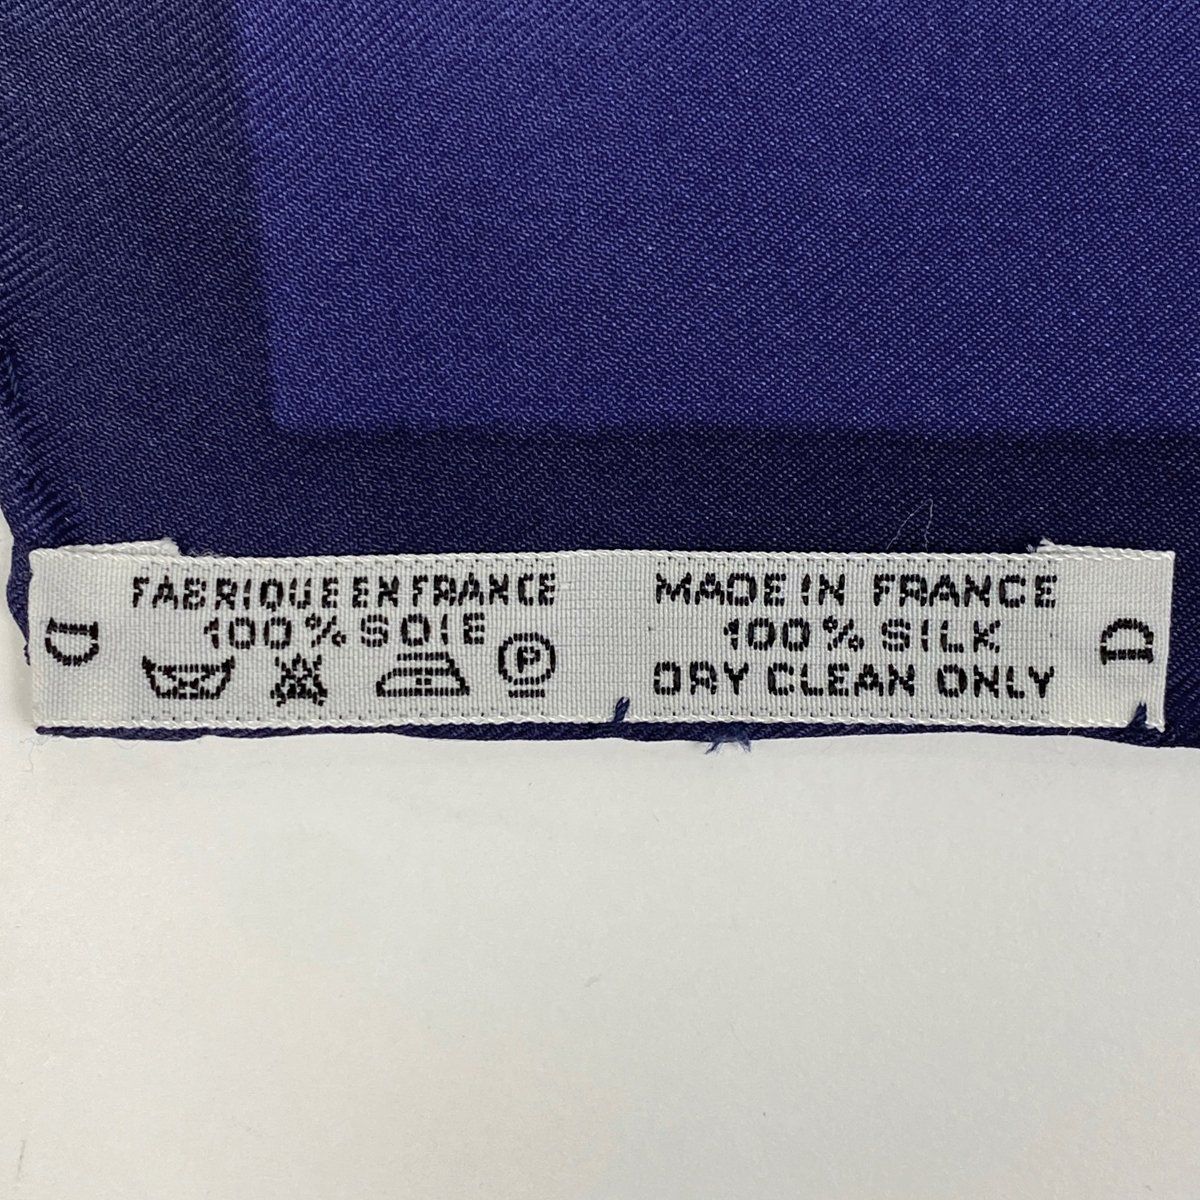 D
FABRIQUE EN FRANCE
100% SOIE
P
MADE IN FRANCE
100% SILK
DRY CLEAN ONLY
D